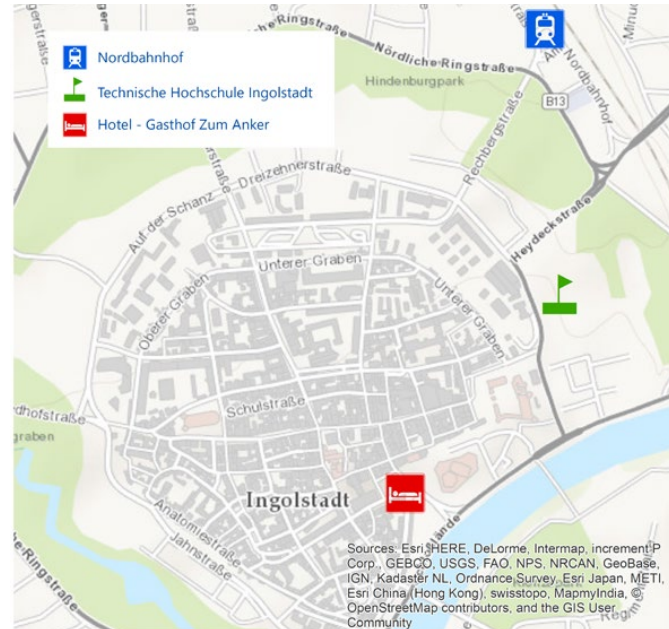 Nordbahnhof
Technische Hochschule Ingolstadt
Hotel - Gasthof Zum Anker
Nördliche Ringstraße
Hindenburgpark
Am Nordbahnhof
B13
Rechbergstraße
Dreizehnerstraße
Auf der Schanz
Heydeckstraße
Unterer Graben
Oberer Graben
Unterer Graben
Schulstraße
Ingolstadt
Anatomiestraße
Jahnstraße
Sources: Esri, HERE, DeLorme, Intermap, increment P
Corp., GEBCO, USGS, FAO, NPS, NRCAN, GeoBase,
IGN, Kadaster NL, Ordnance Survey, Esri Japan, METI,
Esri China (Hong Kong), swisstopo, MapmyIndia, ©
OpenStreetMap contributors, and the GIS User
Community